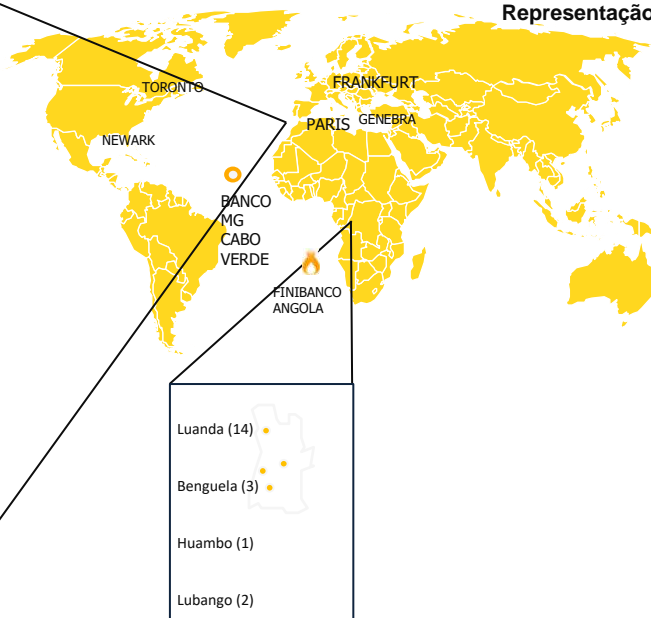 Representação
TORONTO
FRANKFURT
NEWARK
PARIS
GENEBRA
BANCO
MG
CABO
VERDE
FINIBANCO
ANGOLA
Luanda (14)
Benguela (3)
Huambo (1)
Lubango (2)